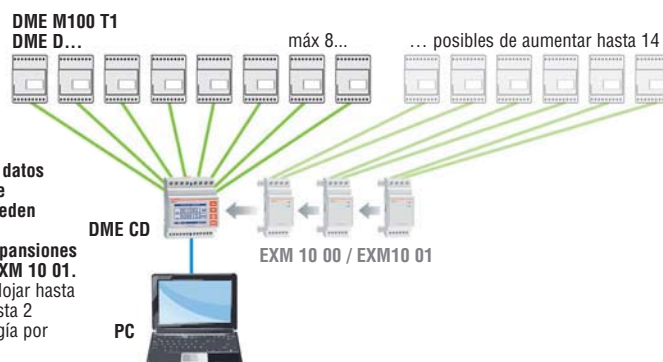 DME M100 T1
DME D…
máx 8...
… posibles de aumentar hasta 14
datos
e
eden
pansiones
XM 10 01.
lojar hasta
sta 2
gía por
DME CD
EXM 10 00 / EXM10 01
PC